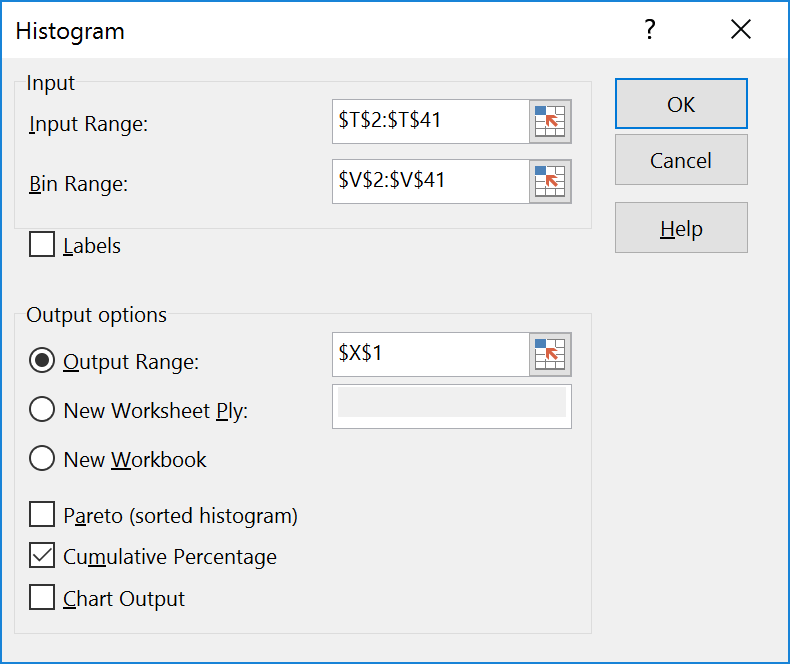 Histogram ?
Input
Input Range: $T$2:$T$41
Bin Range: $V$2:$V$41
Labels
OK
Cancel
Help
Output options
Output Range: $X$1
New Worksheet Ply:
New Workbook
Pareto (sorted histogram)
Cumulative Percentage
Chart Output